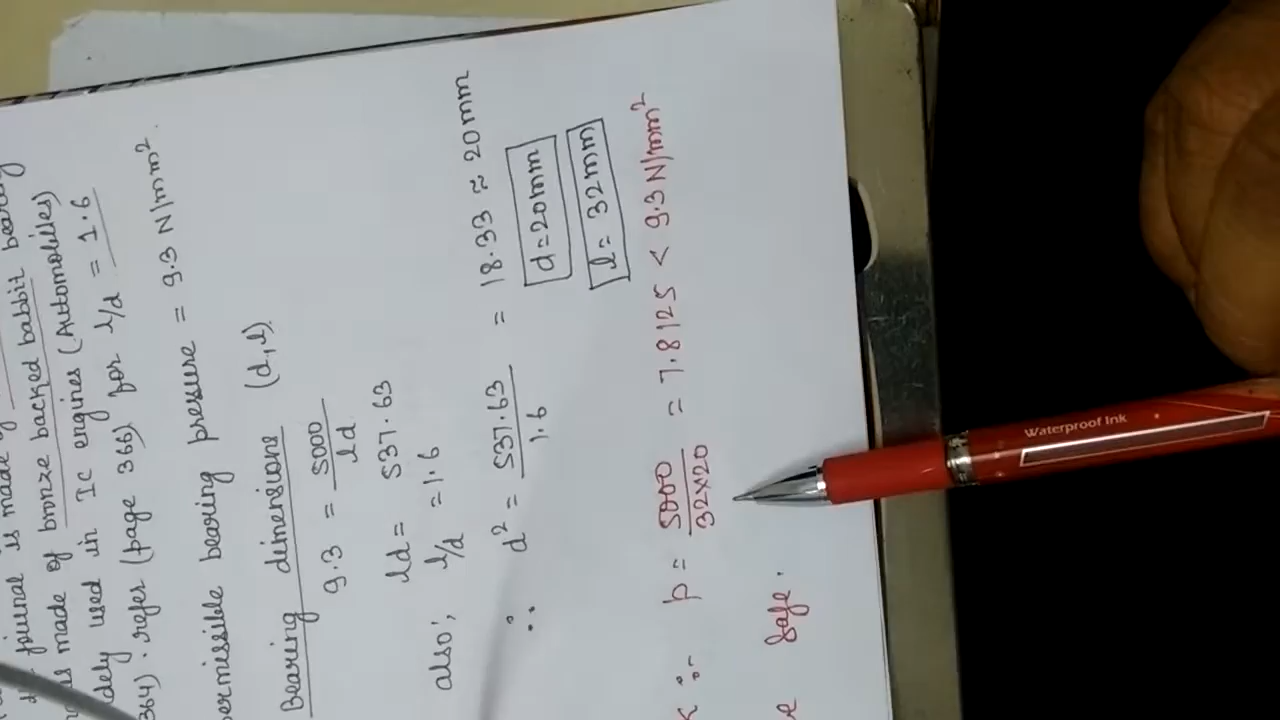 journal is made
made of bronze backed babbit bearing
used in IC engines (Automobiles)
364). refer (page 366) for l/d = 1.6
permissible bearing pressure = 9.3 N/mm².
Bearing dimensions (d,l)
9.3 = 5000/ld
ld = 537.63
also; l/d = 1.6
∴ d² = 537.63/1.6 = 18.33 ≈ 20mm
d=20mm
l= 32mm
:- p = 5000/32×20 = 7.8125 < 9.3 N/mm²
safe.
Waterproof Ink